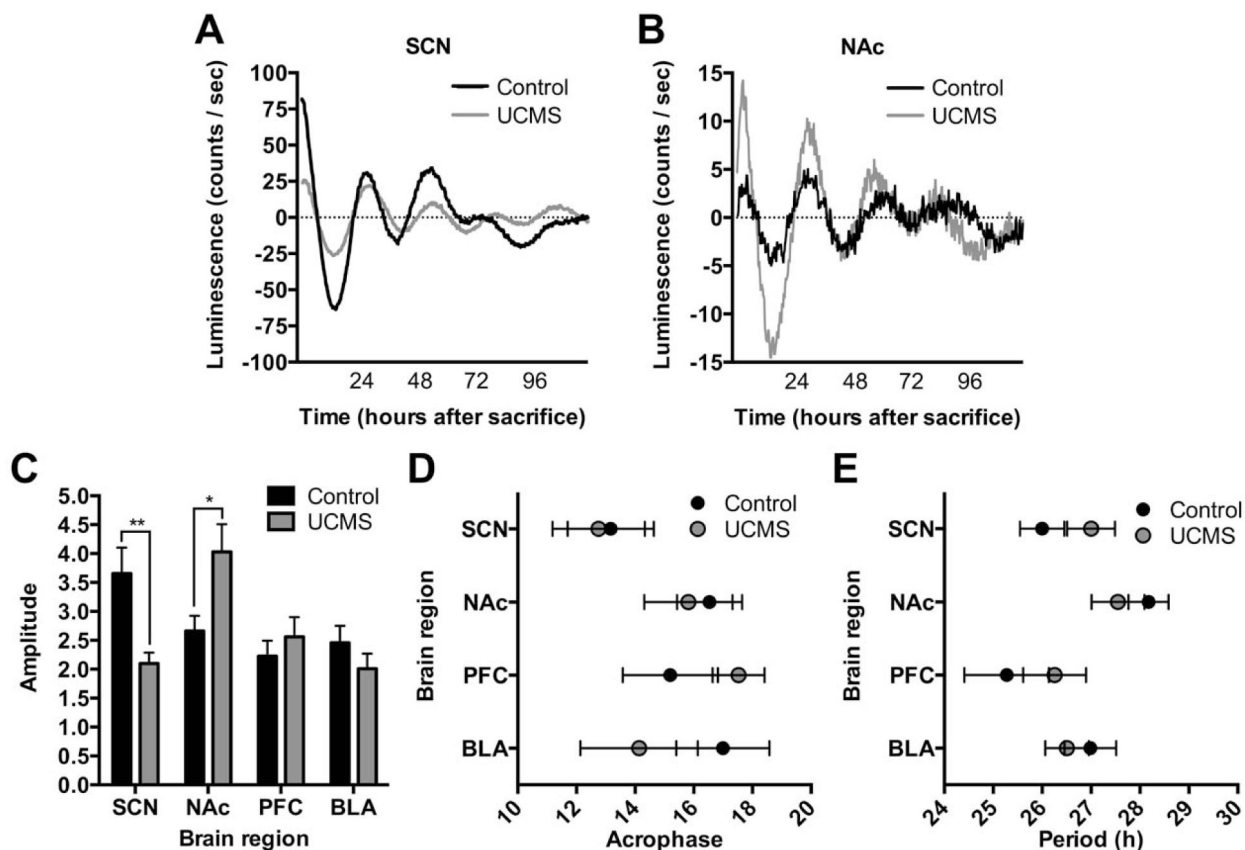 A
SCN
Luminescence (counts / sec)
100
75
50
25
0
-25
-50
-75
-100
Control
UCMS
24 48 72 96
Time (hours after sacrifice)
B
NAc
Luminescence (counts / sec)
15
10
5
0
-5
-10
-15
Control
UCMS
24 48 72 96
Time (hours after sacrifice)
C
Amplitude
5.0
4.5
4.0
3.5
3.0
2.5
2.0
1.5
1.0
0.5
0.0
Control
UCMS
**
*
SCN NAc PFC BLA
Brain region
D
Brain region
SCN
NAc
PFC
BLA
Control
UCMS
10 12 14 16 18 20
Acrophase
E
Brain region
SCN
NAc
PFC
BLA
Control
UCMS
24 25 26 27 28 29 30
Period (h)